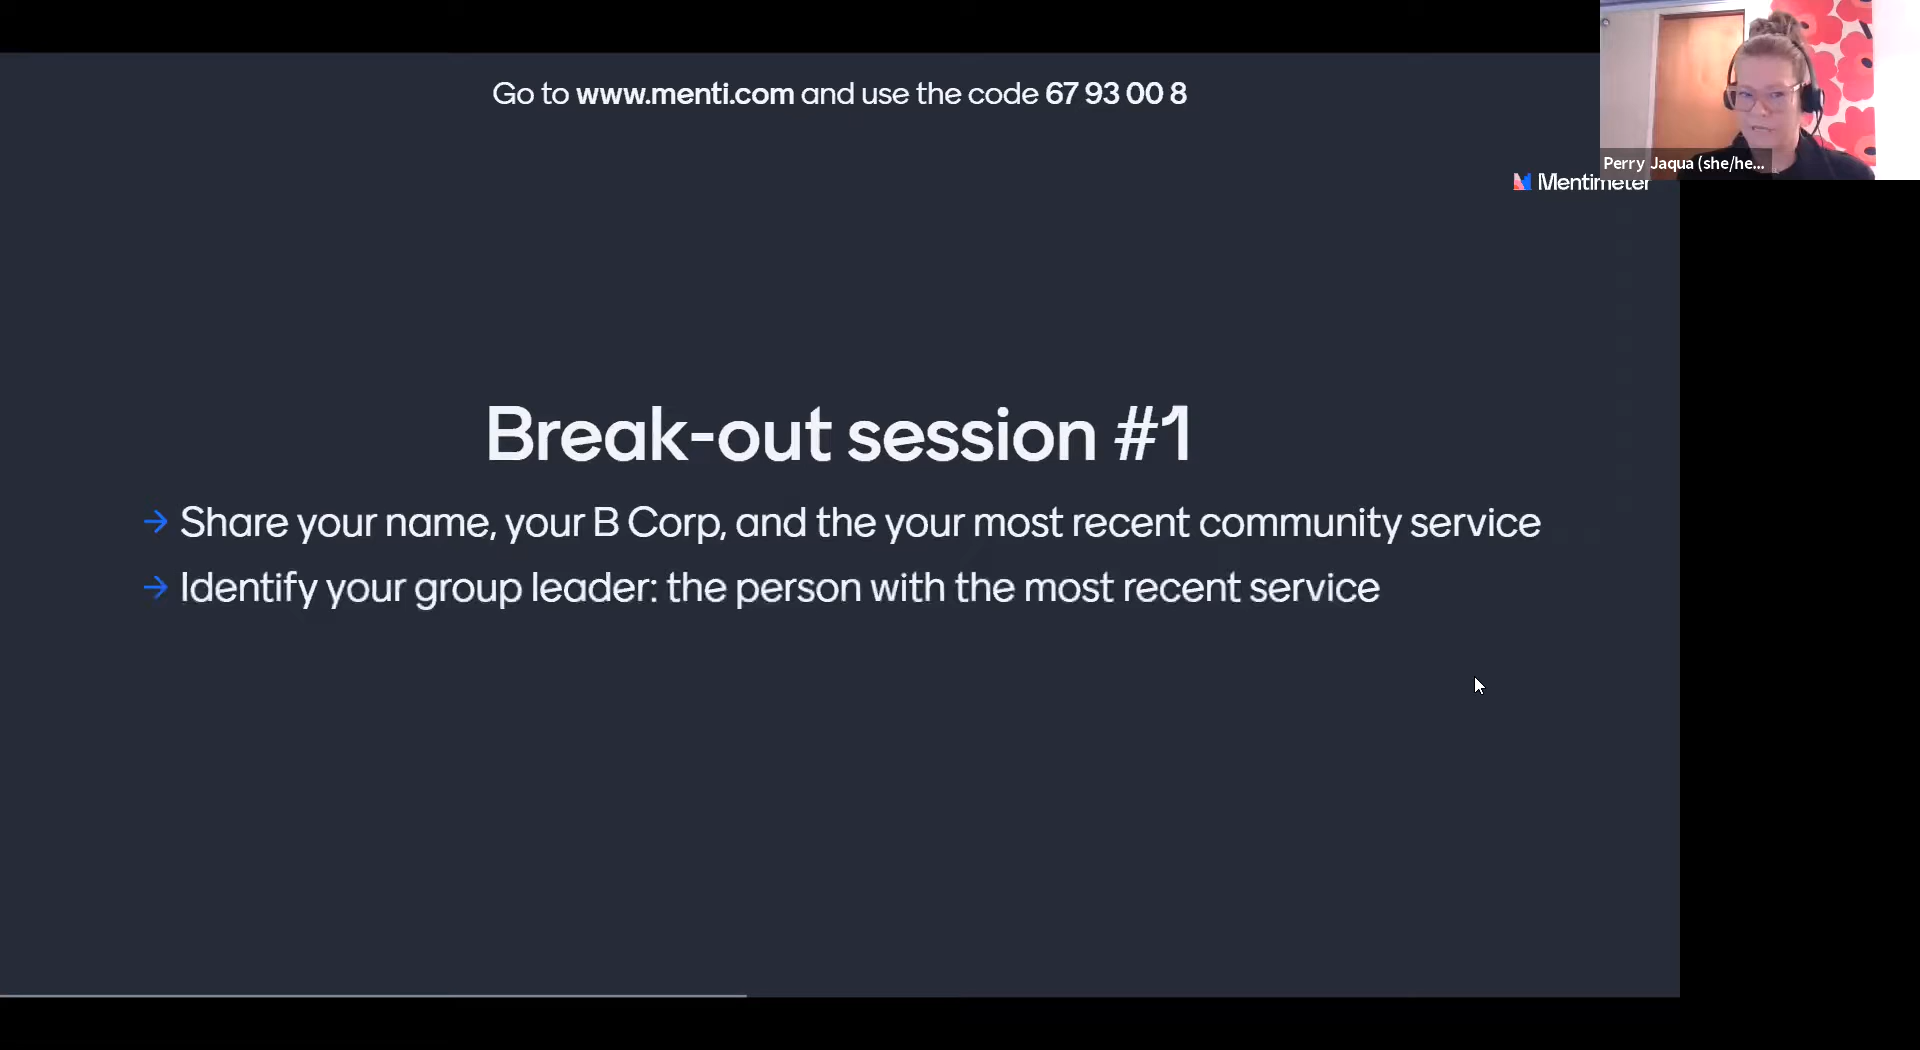 Go to www.menti.com and use the code 67 93 00 8
Perry Jaqua (she/he...
Mentimeter
Break-out session #1
→ Share your name, your B Corp, and the your most recent community service
→ Identify your group leader: the person with the most recent service